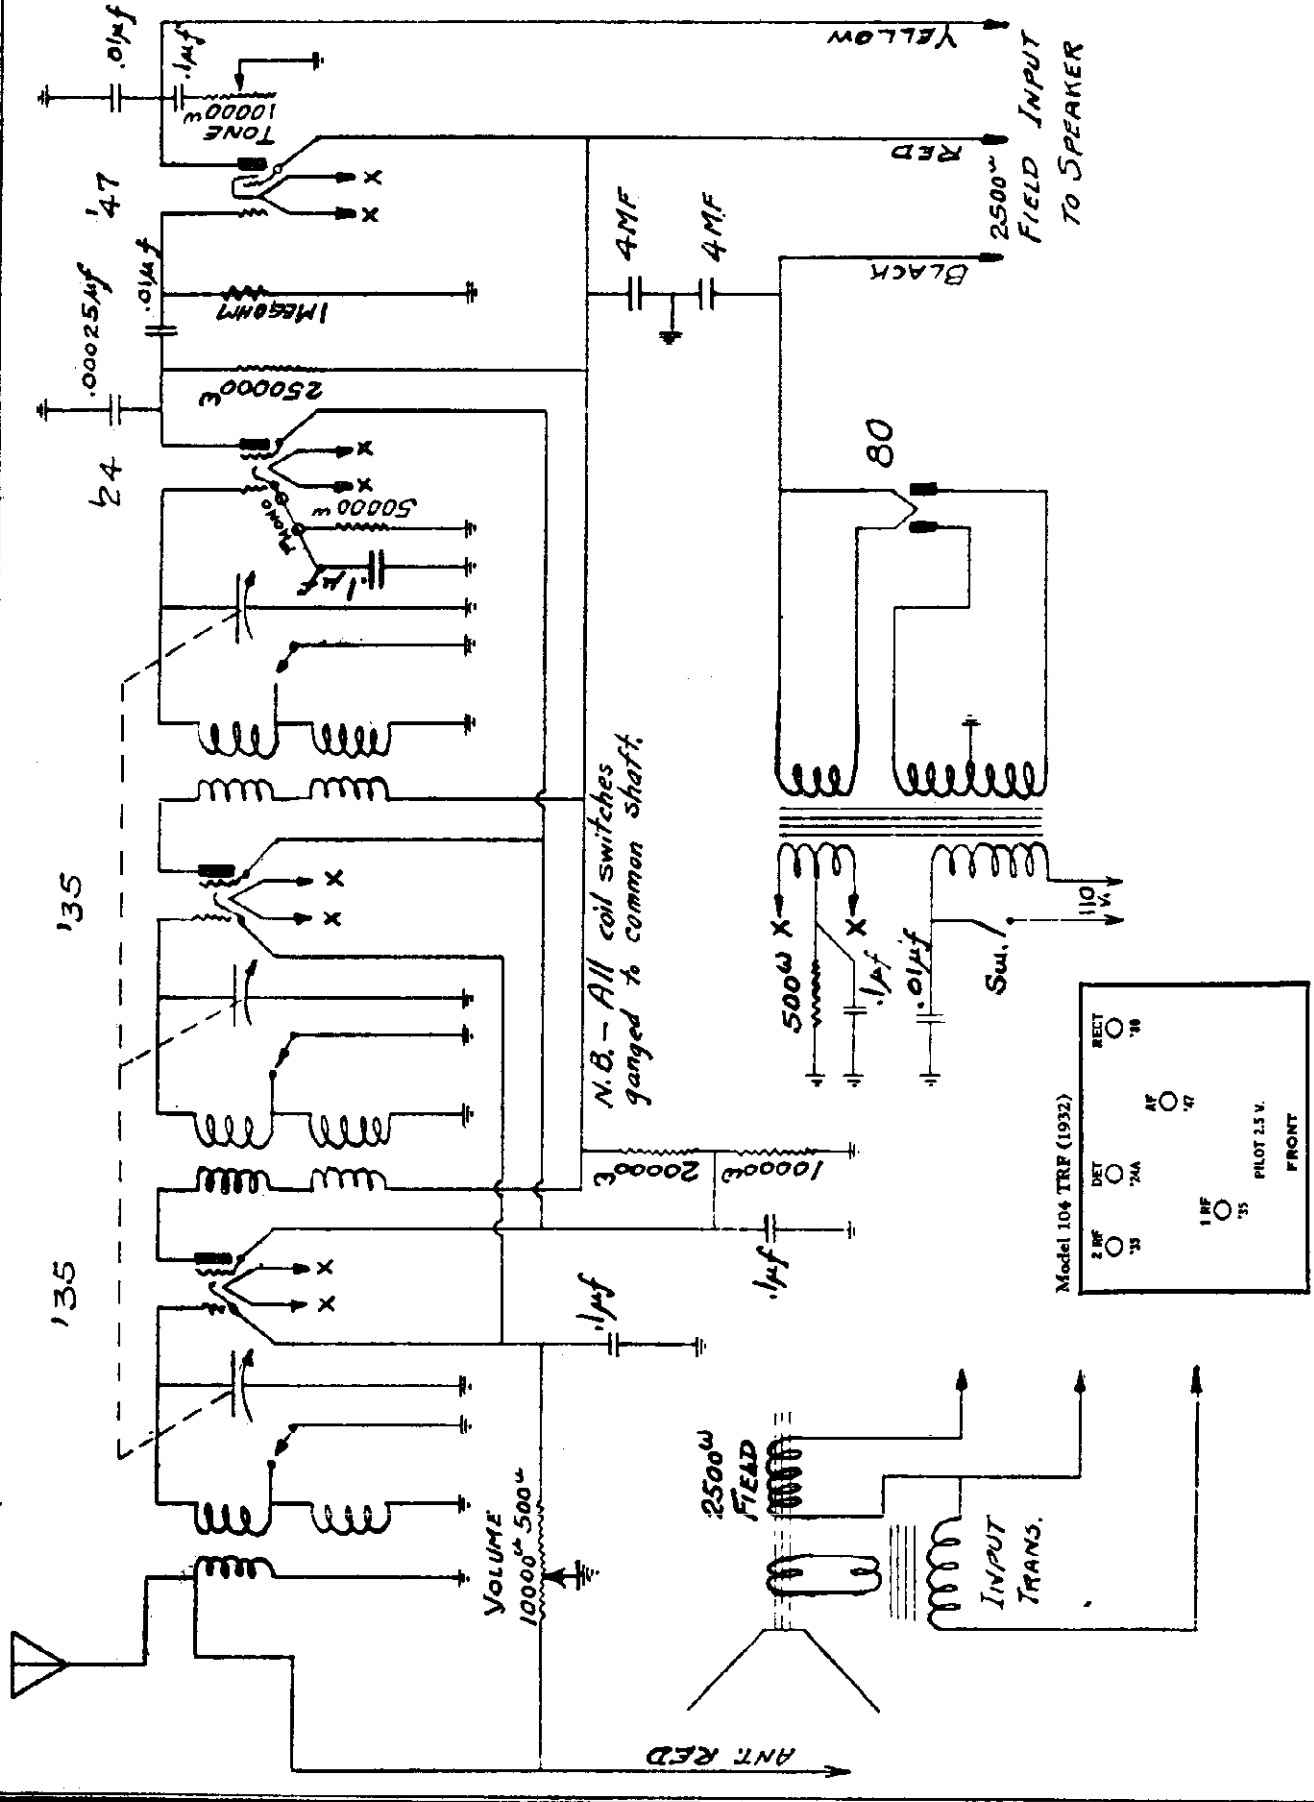 '35
'35
'24
'47
.00025µf
.01µf
.01µf
.1µf
10000ω
TONE
1 MEGOHM
250000ω
50000ω
PHONO
.1µf
VOLUME
10000ω 500ω
.1µf
.1µf
20000ω
10000ω
N.B. – All coil switches
ganged to common shaft.
4MF
4MF
YELLOW
RED
BLACK
2500ω
FIELD INPUT
TO SPEAKER
80
X
X
X
X
X
X
X
X
X
X
500ω
.1µf
.01µf
Sw.
110
V.
ANT. RED
2500ω
FIELD
INPUT
TRANS.
Model 104 TRF (1932)
2 RF
'35
DET
'24A
RECT
'80
1 RF
'35
AF
'47
PILOT 2.5 V.
FRONT